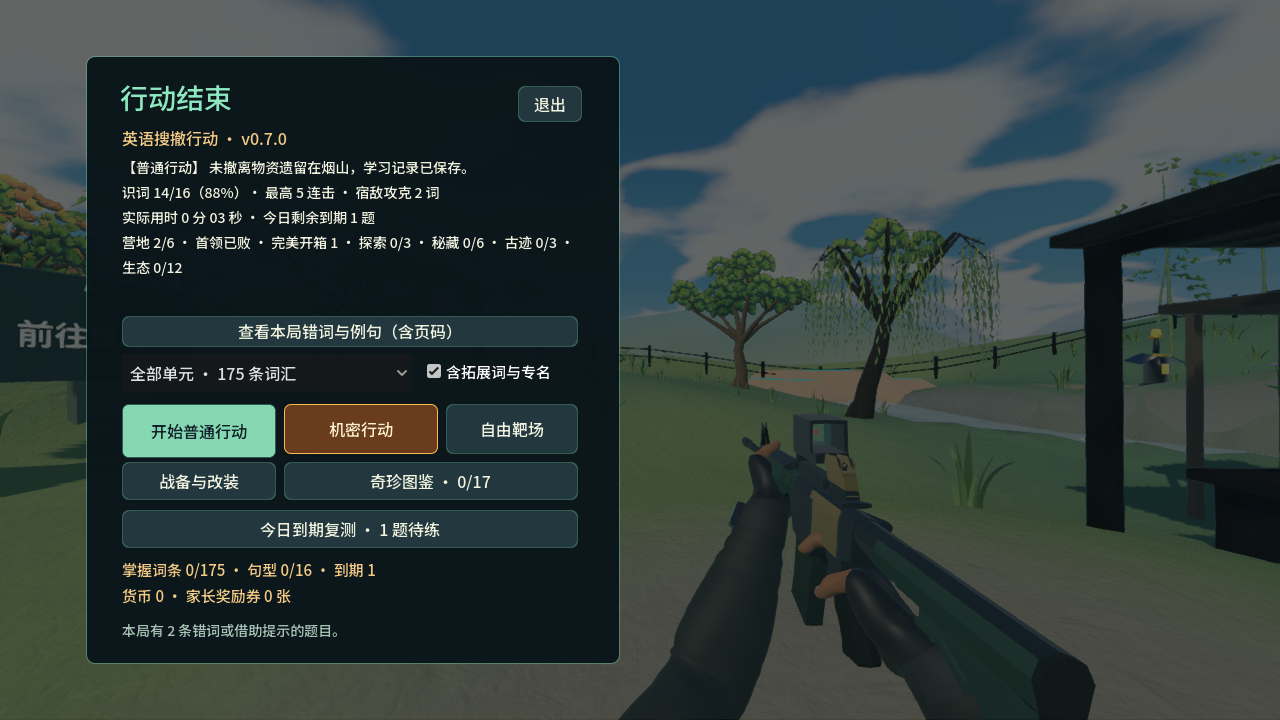 行动结束
退出
英语搜撤行动 · v0.7.0
【普通行动】 未撤离物资遗留在烟山，学习记录已保存。
识词 14/16（88%） · 最高 5 连击 · 宿敌攻克 2 词
实际用时 0 分 03 秒 · 今日剩余到期 1 题
营地 2/6 · 首领已败 · 完美开箱 1 · 探索 0/3 · 秘藏 0/6 · 古迹 0/3 ·
生态 0/12
前往
查看本局错词与例句（含页码）
全部单元 · 175 条词汇
含拓展词与专名
开始普通行动
机密行动
自由靶场
战备与改装
奇珍图鉴 · 0/17
今日到期复测 · 1 题待练
掌握词条 0/175 · 句型 0/16 · 到期 1
货币 0 · 家长奖励券 0 张
本局有 2 条错词或借助提示的题目。